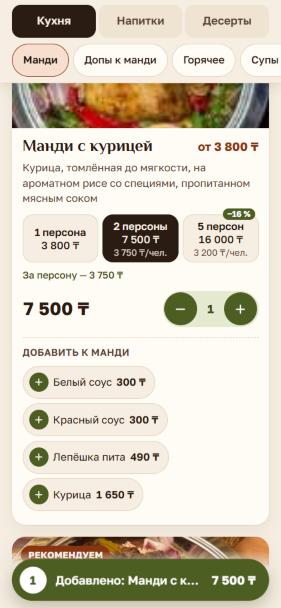 Кухня
Напитки
Десерты
Манди
Допы к манди
Горячее
Супы
Манди с курицей
от 3 800 ₸
Курица, томлённая до мягкости, на
ароматном рисе со специями, пропитанном
мясным соком
1 персона
3 800 ₸
2 персоны
7 500 ₸
3 750 ₸/чел.
−16 %
5 персон
16 000 ₸
3 200 ₸/чел.
За персону — 3 750 ₸
7 500 ₸
− 1 +
ДОБАВИТЬ К МАНДИ
+ Белый соус 300 ₸
+ Красный соус 300 ₸
+ Лепёшка пита 490 ₸
+ Курица 1 650 ₸
РЕКОМЕНДУЕМ
1 Добавлено: Манди с к... 7 500 ₸